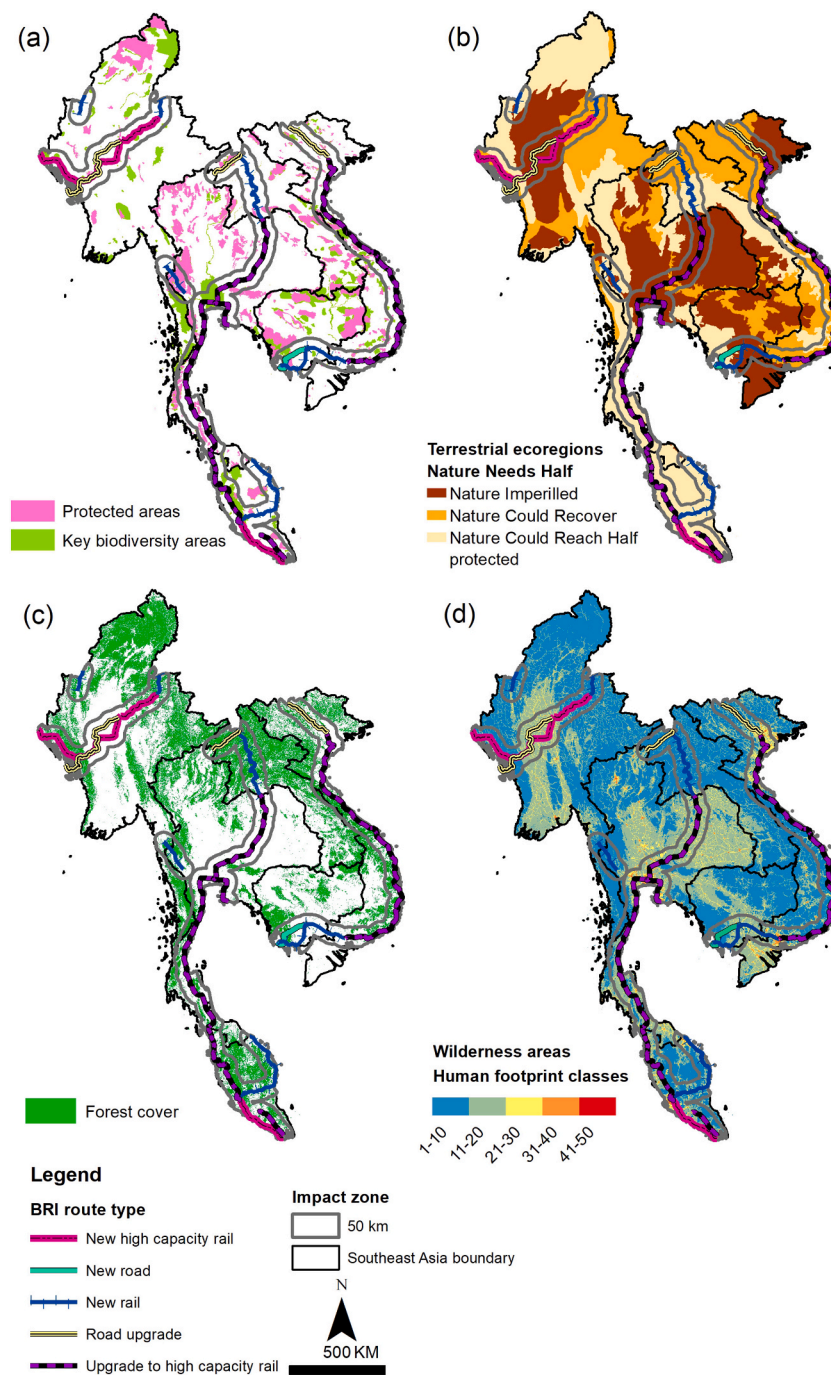 (a)
(b)
Protected areas
Key biodiversity areas
Terrestrial ecoregions
Nature Needs Half
Nature Imperilled
Nature Could Recover
Nature Could Reach Half
protected
(c)
(d)
Forest cover
Wilderness areas
Human footprint classes
1-10
11-20
21-30
31-40
41-50
Legend
BRI route type
New high capacity rail
New road
New rail
Road upgrade
Upgrade to high capacity rail
Impact zone
50 km
Southeast Asia boundary
N
500 KM